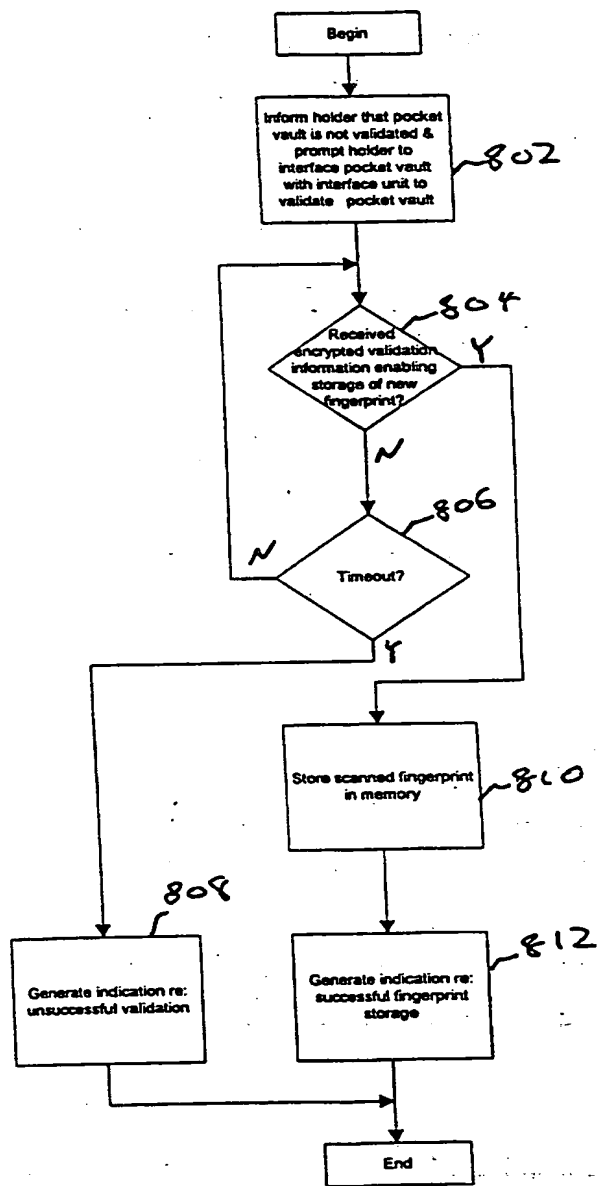 Begin
Inform holder that pocket
vault is not validated &
prompt holder to
interface pocket vault
with interface unit to
validate pocket vault
802
804
Received
encrypted validation
information enabling
storage of new
fingerprint?
Y
N
806
Timeout?
N
Y
Store scanned fingerprint
in memory
810
808
Generate indication re:
unsuccessful validation
812
Generate indication re:
successful fingerprint
storage
End